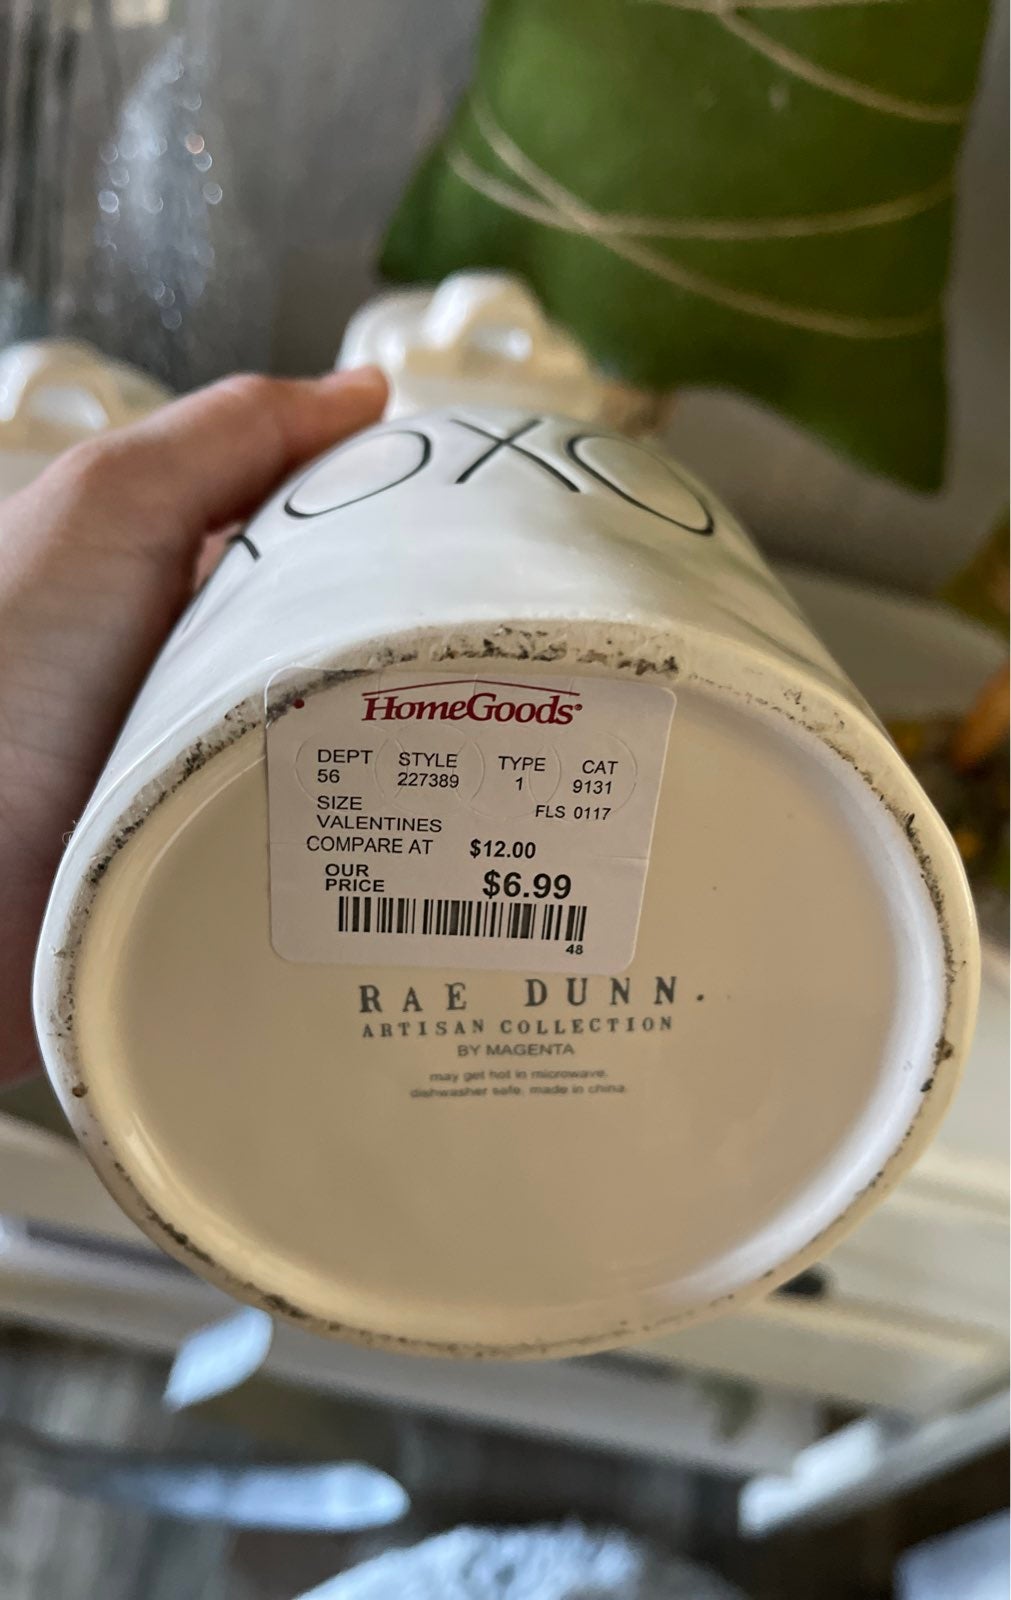 XOXO
HomeGoods®
DEPT STYLE TYPE CAT
56 227389 1 9131
SIZE FLS 0117
VALENTINES
COMPARE AT $12.00
OUR
PRICE $6.99
48
RAE DUNN.
ARTISAN COLLECTION
BY MAGENTA
may get hot in microwave.
dishwasher safe. made in china.